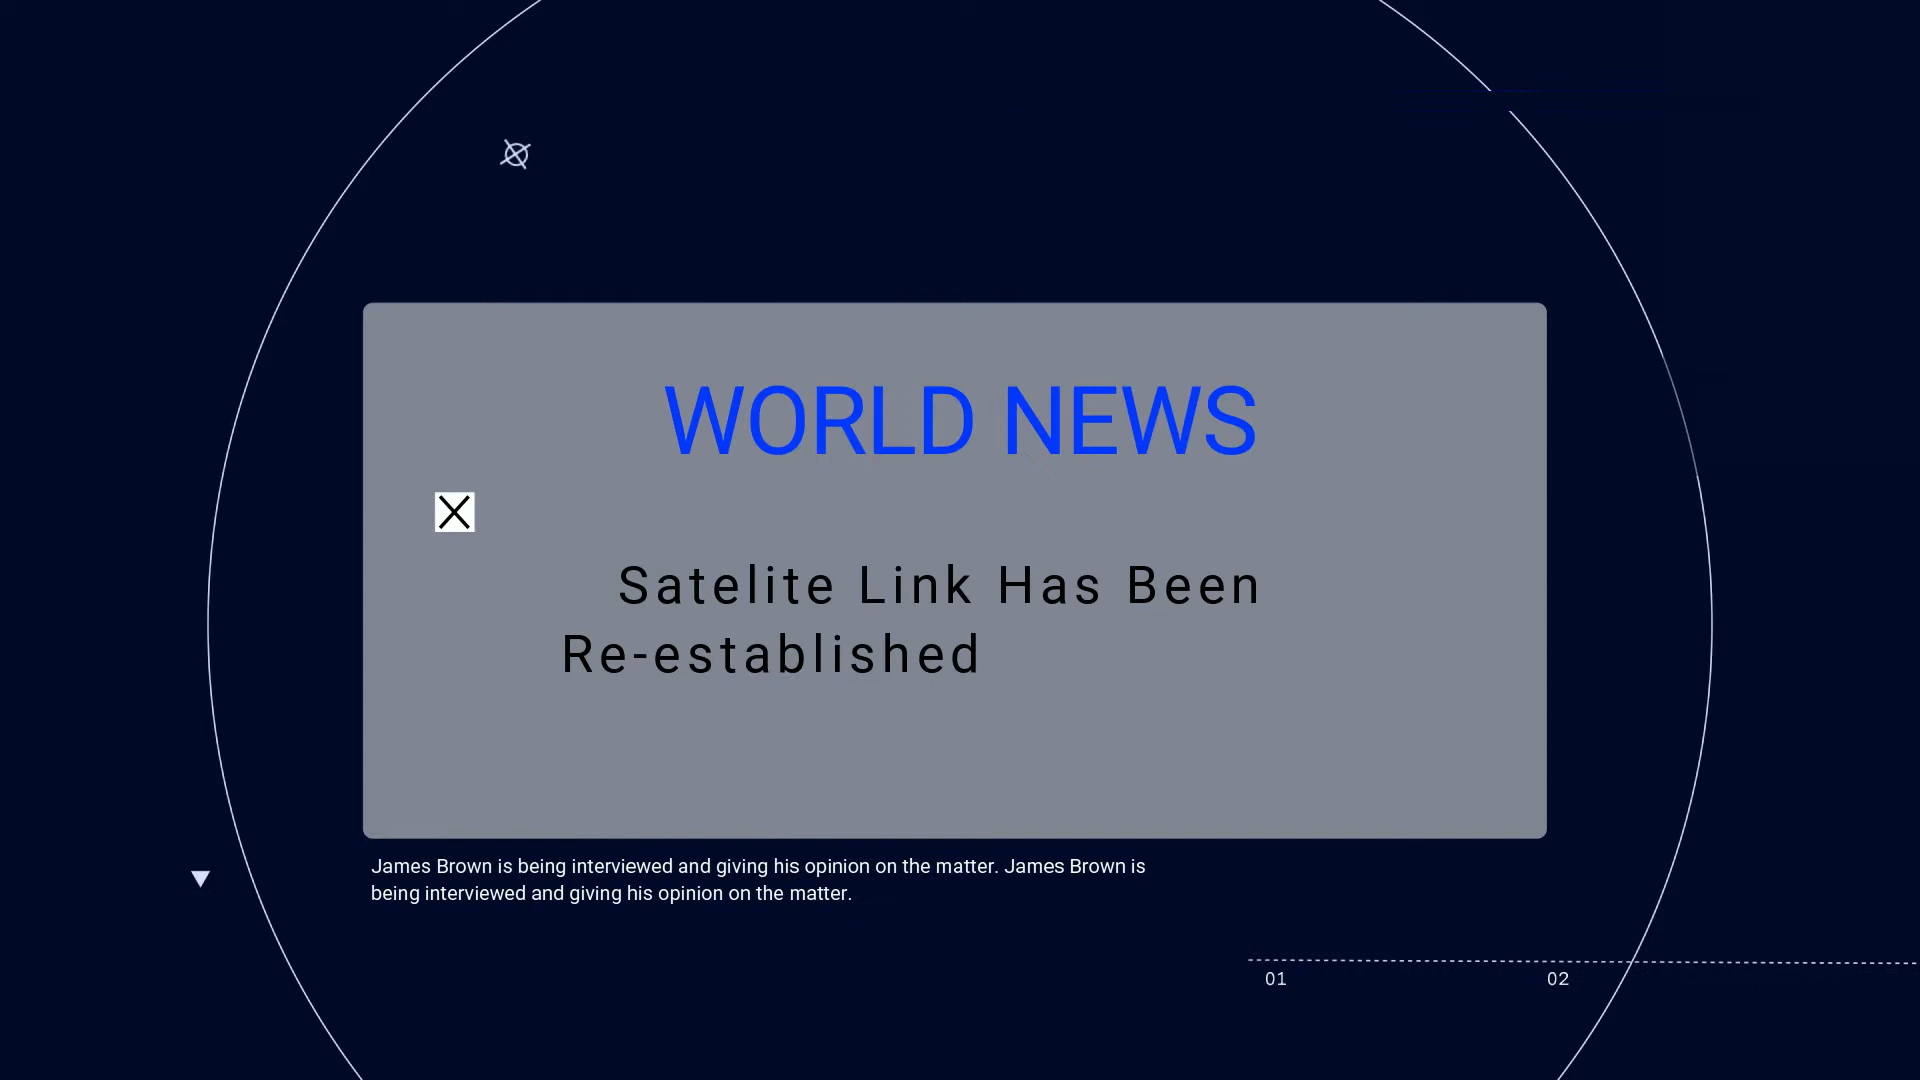 WORLD NEWS
Satelite Link Has Been
Re-established
James Brown is being interviewed and giving his opinion on the matter. James Brown is
being interviewed and giving his opinion on the matter.
01
02